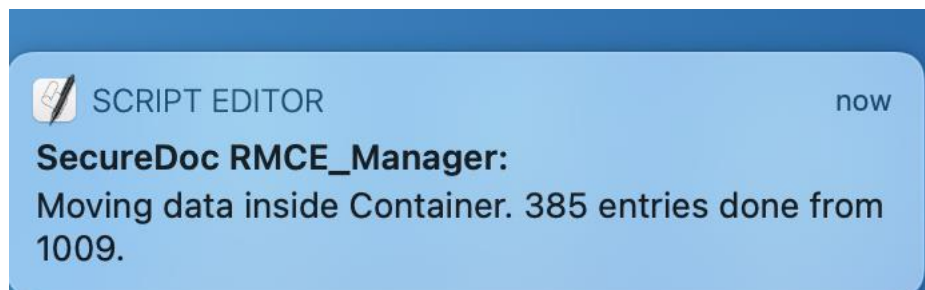 SCRIPT EDITOR now
SecureDoc RMCE_Manager:
Moving data inside Container. 385 entries done from
1009.